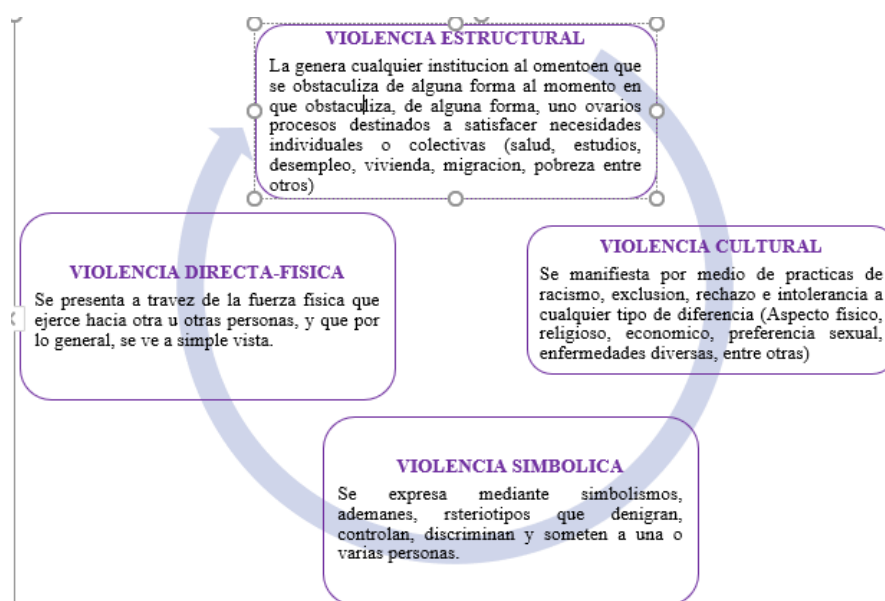 VIOLENCIA ESTRUCTURAL
La genera cualquier institucion al omentoen que
se obstaculiza de alguna forma al momento en
que obstaculiza, de alguna forma, uno ovarios
procesos destinados a satisfacer necesidades
individuales o colectivas (salud, estudios,
desempleo, vivienda, migracion, pobreza entre
otros)
VIOLENCIA CULTURAL
Se manifiesta por medio de practicas de
racismo, exclusion, rechazo e intolerancia a
cualquier tipo de diferencia (Aspecto físico,
religioso, economico, preferencia sexual,
enfermedades diversas, entre otras)
VIOLENCIA SIMBOLICA
Se expresa mediante simbolismos,
ademanes, rsteriotipos que denigran,
controlan, discriminan y someten a una o
varias personas.
VIOLENCIA DIRECTA-FISICA
Se presenta a travez de la fuerza física que
ejerce hacia otra u otras personas, y que por
lo general, se ve a simple vista.